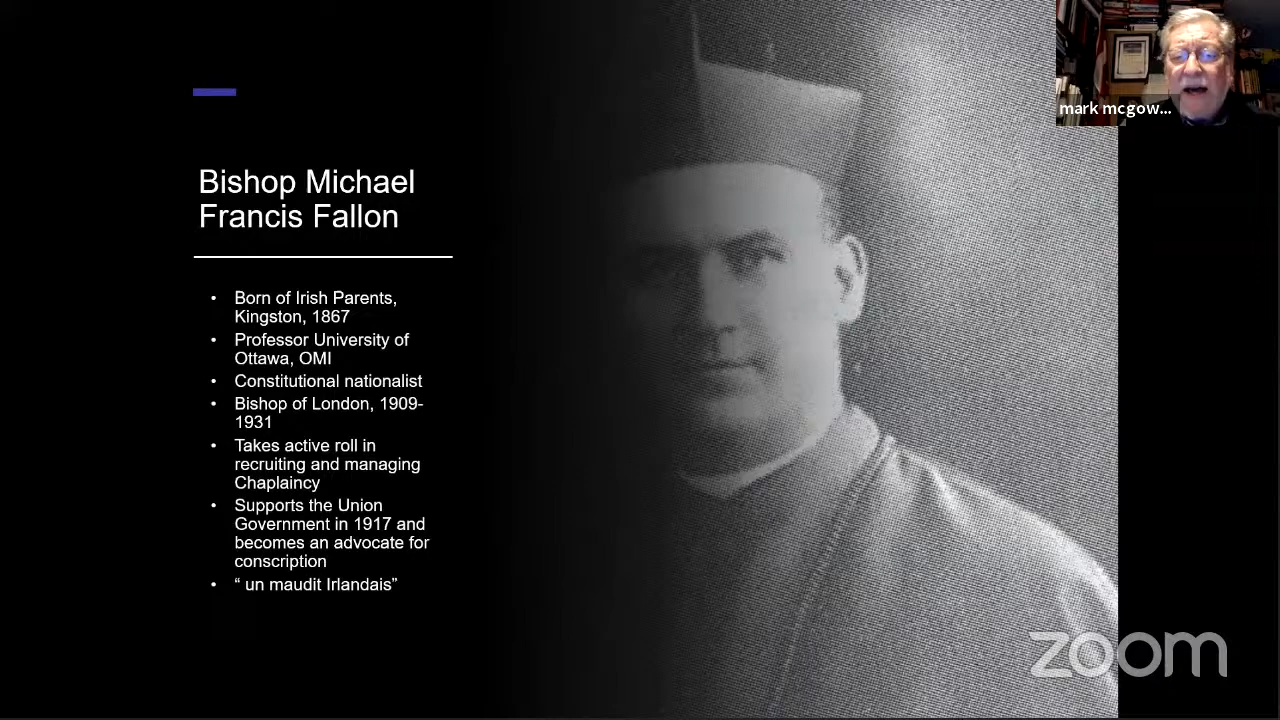 mark mcgow...
Bishop Michael
Francis Fallon
• Born of Irish Parents,
Kingston, 1867
• Professor University of
Ottawa, OMI
• Constitutional nationalist
• Bishop of London, 1909-
1931
• Takes active roll in
recruiting and managing
Chaplaincy
• Supports the Union
Government in 1917 and
becomes an advocate for
conscription
• “ un maudit Irlandais”
zoom